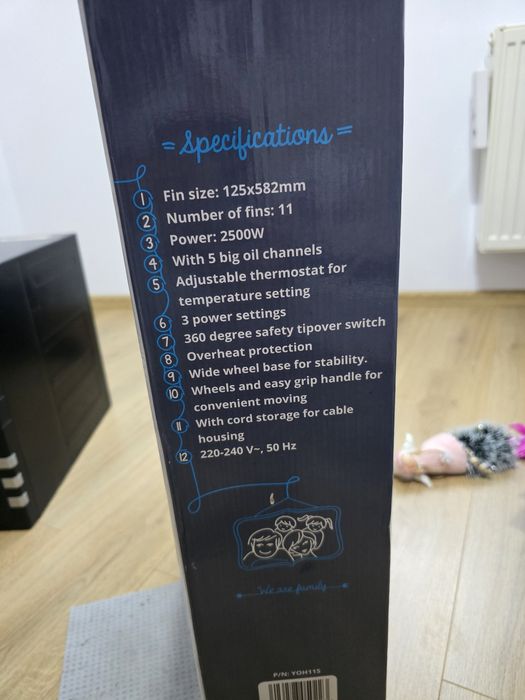 = Specifications =
1 Fin size: 125x582mm
2 Number of fins: 11
3 Power: 2500W
4 With 5 big oil channels
5 Adjustable thermostat for
temperature setting
6 3 power settings
7 360 degree safety tipover switch
8 Overheat protection
9 Wide wheel base for stability.
10 Wheels and easy grip handle for
convenient moving
11 With cord storage for cable
housing
12 220-240 V~, 50 Hz
We are family
P/N: YOH11S